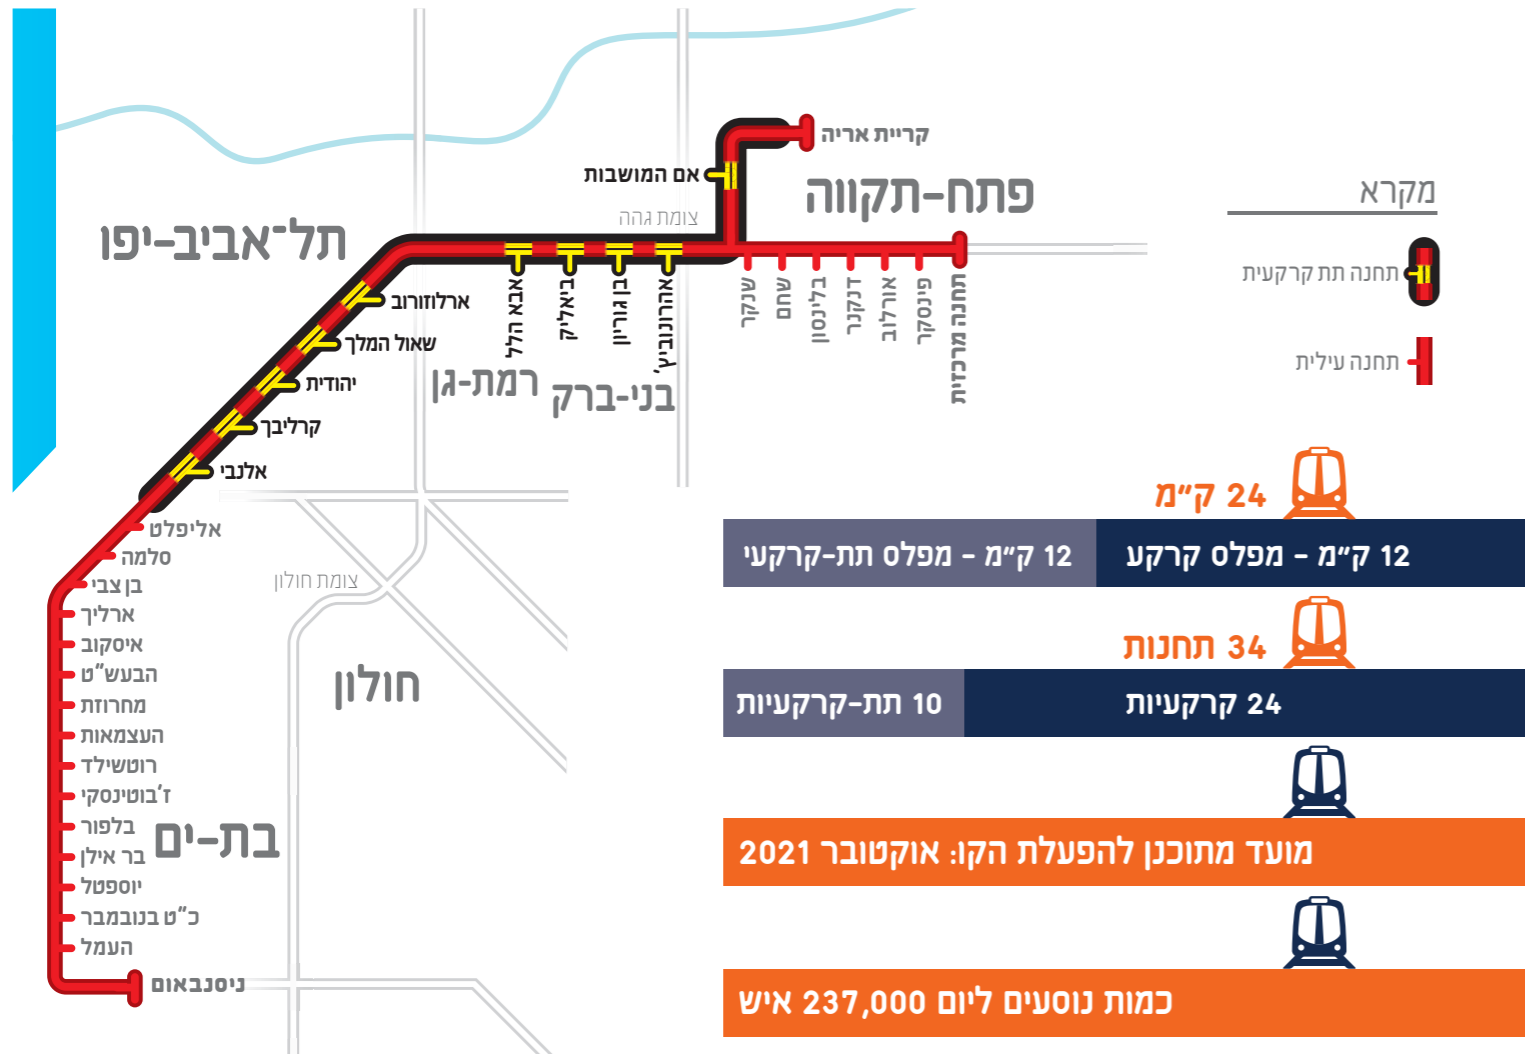 קריית אריה
אם המושבות
פתח-תקווה
מקרא
צומת גהה
תל־אביב-יפו
תחנה תת קרקעית
תחנה עילית
ארלוזורוב
שאול המלך
יהודית
קרליבך
אלנבי
אבא הלל
ביאליק
בן גוריון
אהרונוביץ'
שנקר
שחם
בלינסון
דנקנר
אורלוב
פינסקר
תחנה מרכזית
רמת-גן
בני-ברק
אליפלט
סלמה
בן צבי
ארליך
איסקוב
הבעש"ט
מחרוזת
העצמאות
רוטשילד
ז'בוטינסקי
בלפור
בר אילן
יוספטל
כ"ט בנובמבר
העמל
ניסנבאום
צומת חולון
חולון
בת-ים
24 ק״מ
12 ק״מ - מפלס קרקע
12 ק״מ - מפלס תת-קרקעי
34 תחנות
24 קרקעיות
10 תת-קרקעיות
מועד מתוכנן להפעלת הקו: אוקטובר 2021
כמות נוסעים ליום 237,000 איש